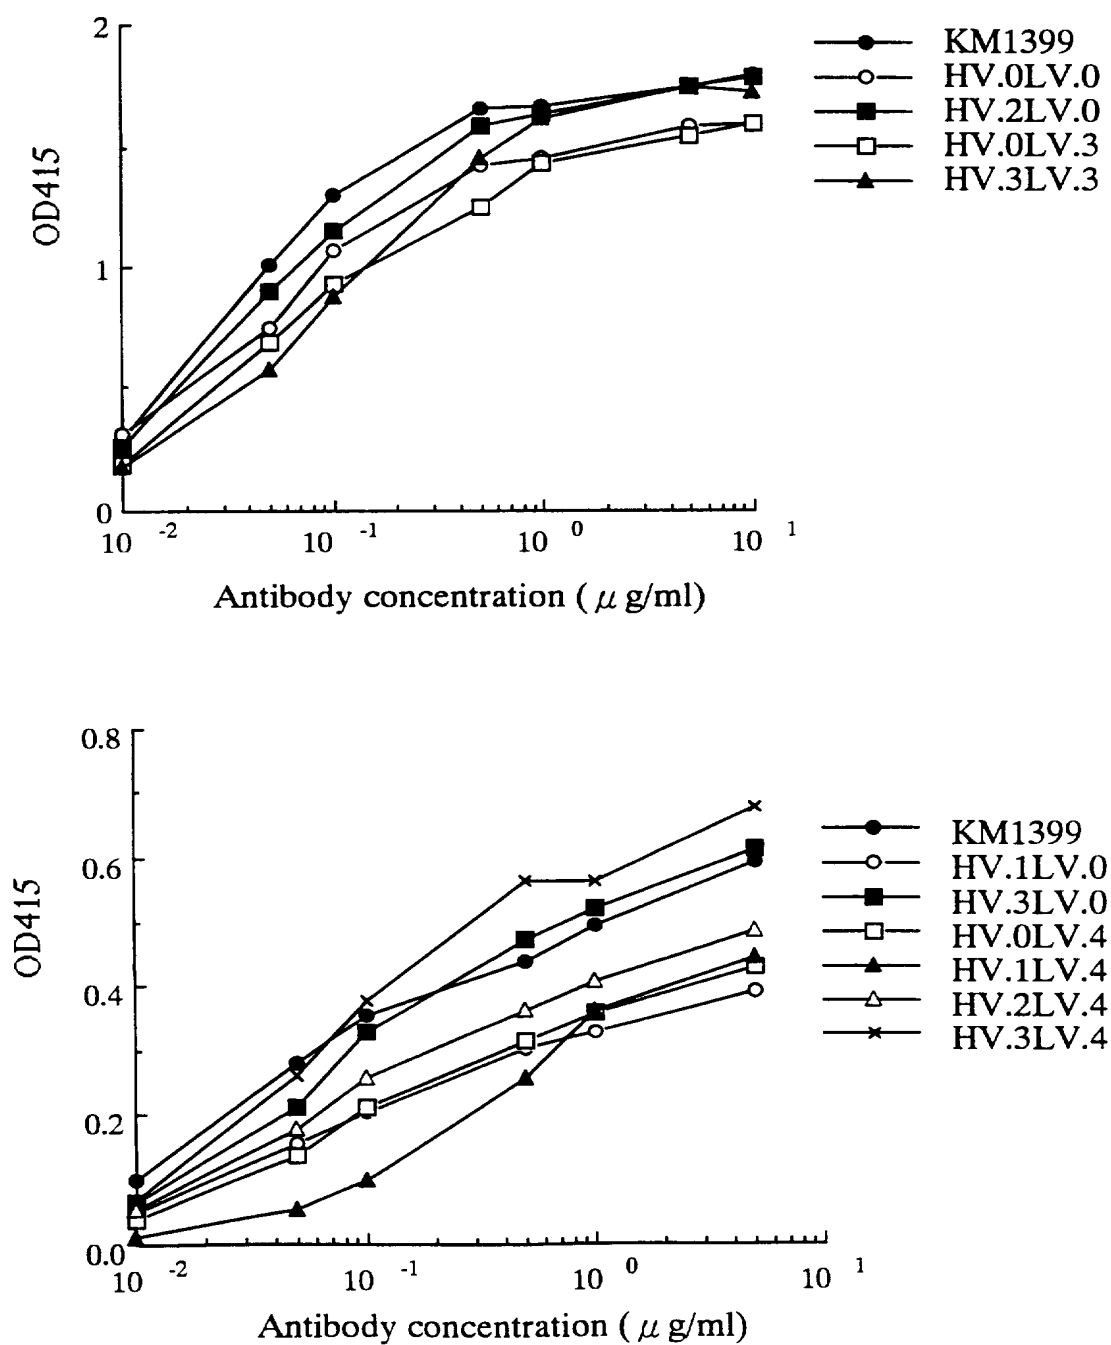 2
1
0
OD415
10 -2
10 -1
10 0
10 1
Antibody concentration ( μ g/ml)
KM1399
HV.0LV.0
HV.2LV.0
HV.0LV.3
HV.3LV.3
0.8
0.6
0.4
0.2
0.0
OD415
10 -2
10 -1
10 0
10 1
Antibody concentration ( μ g/ml)
KM1399
HV.1LV.0
HV.3LV.0
HV.0LV.4
HV.1LV.4
HV.2LV.4
HV.3LV.4